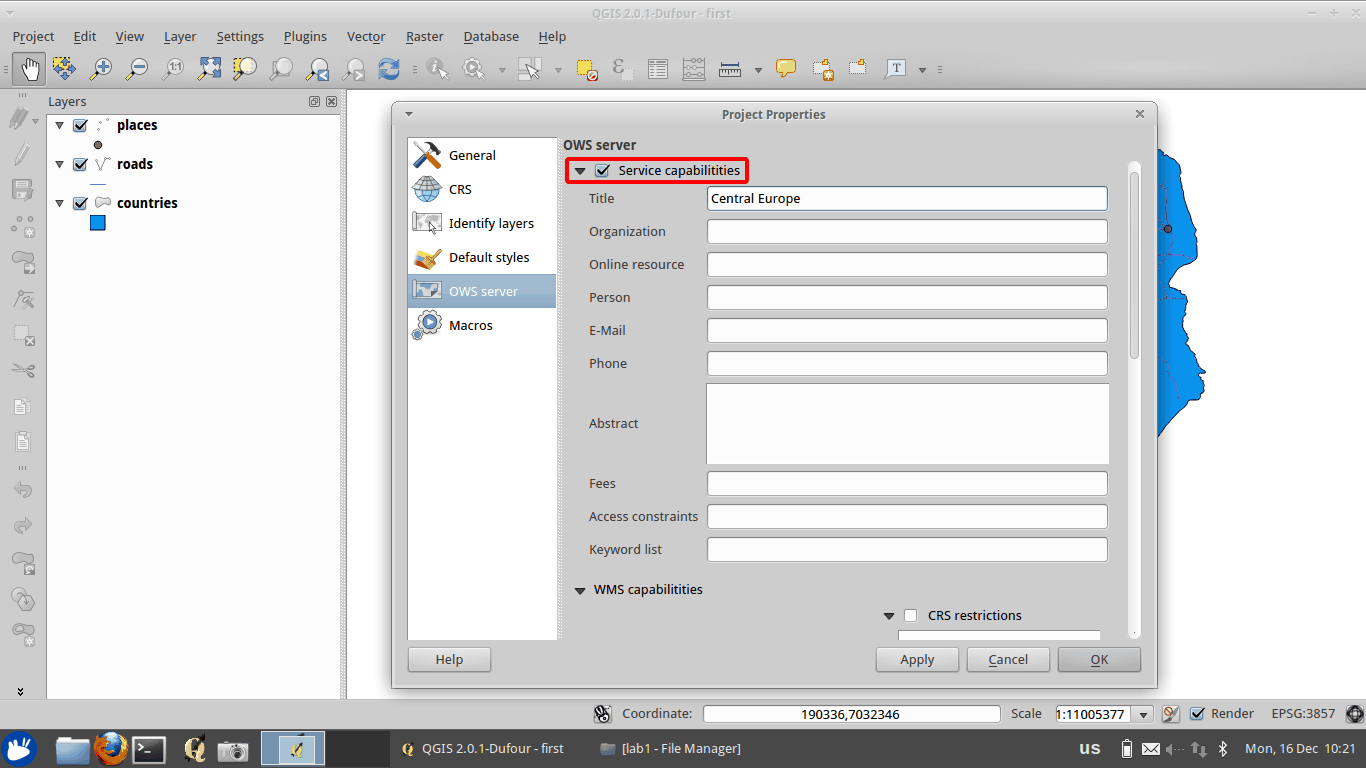 QGIS 2.0.1-Dufour - first
Project Edit View Layer Settings Plugins Vector Raster Database Help
Layers
places
roads
countries
Project Properties
General
CRS
Identify layers
Default styles
OWS server
Macros
OWS server
Service capabilitities
Title Central Europe
Organization
Online resource
Person
E-Mail
Phone
Abstract
Fees
Access constraints
Keyword list
WMS capabilitities
CRS restrictions
Help Apply Cancel OK
Coordinate: 190336,7032346 Scale 1:11005377 Render EPSG:3857
QGIS 2.0.1-Dufour - first [lab1 - File Manager] us Mon, 16 Dec 10:21